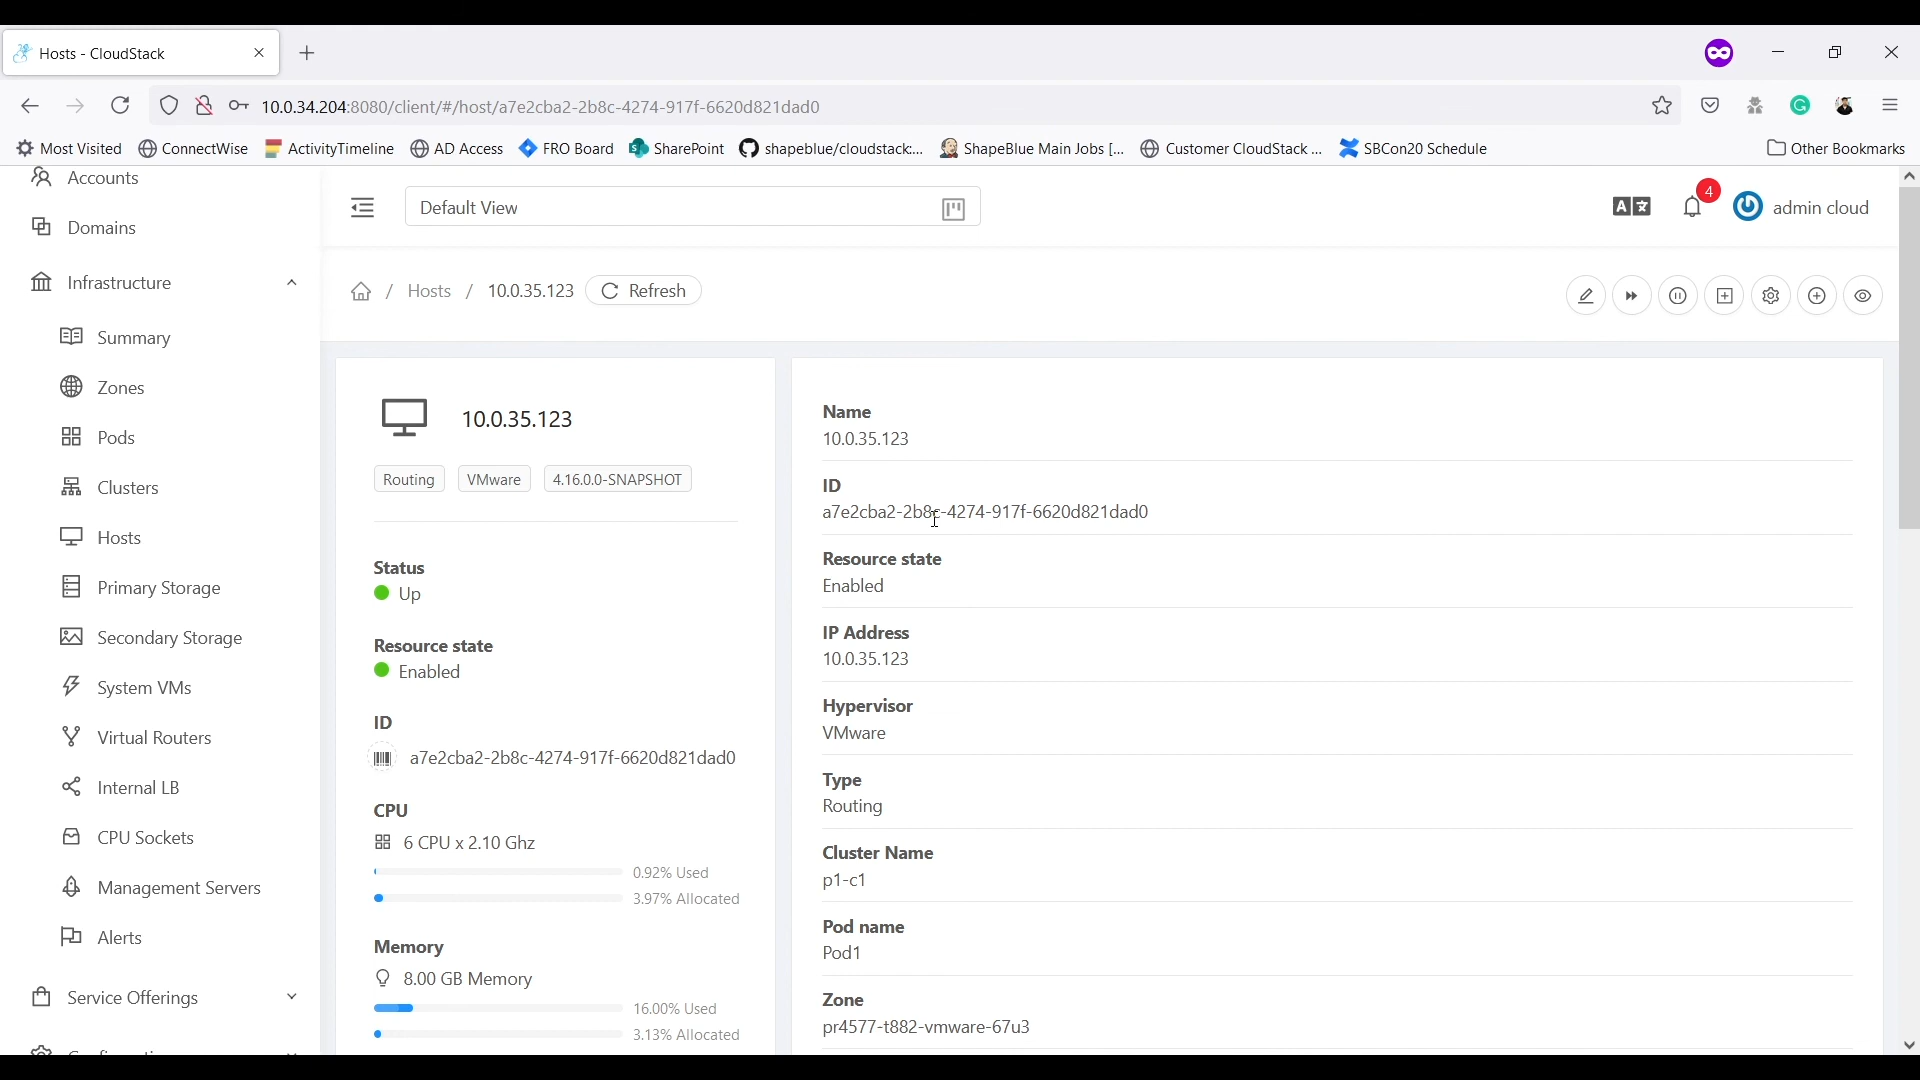 Hosts - CloudStack
10.0.34.204:8080/client/#/host/a7e2cba2-2b8c-4274-917f-6620d821dad0
Most Visited ConnectWise ActivityTimeline AD Access FRO Board SharePoint shapeblue/cloudstack:... ShapeBlue Main Jobs [... Customer CloudStack ... SBCon20 Schedule Other Bookmarks
Accounts
Domains
Infrastructure
Summary
Zones
Pods
Clusters
Hosts
Primary Storage
Secondary Storage
System VMs
Virtual Routers
Internal LB
CPU Sockets
Management Servers
Alerts
Service Offerings
Default View
4
admin cloud
/ Hosts / 10.0.35.123 Refresh
10.0.35.123
Routing VMware 4.16.0.0-SNAPSHOT
Status
Up
Resource state
Enabled
ID
a7e2cba2-2b8c-4274-917f-6620d821dad0
CPU
6 CPU x 2.10 Ghz
0.92% Used
3.97% Allocated
Memory
8.00 GB Memory
16.00% Used
3.13% Allocated
Name
10.0.35.123
ID
a7e2cba2-2b8c-4274-917f-6620d821dad0
Resource state
Enabled
IP Address
10.0.35.123
Hypervisor
VMware
Type
Routing
Cluster Name
p1-c1
Pod name
Pod1
Zone
pr4577-t882-vmware-67u3